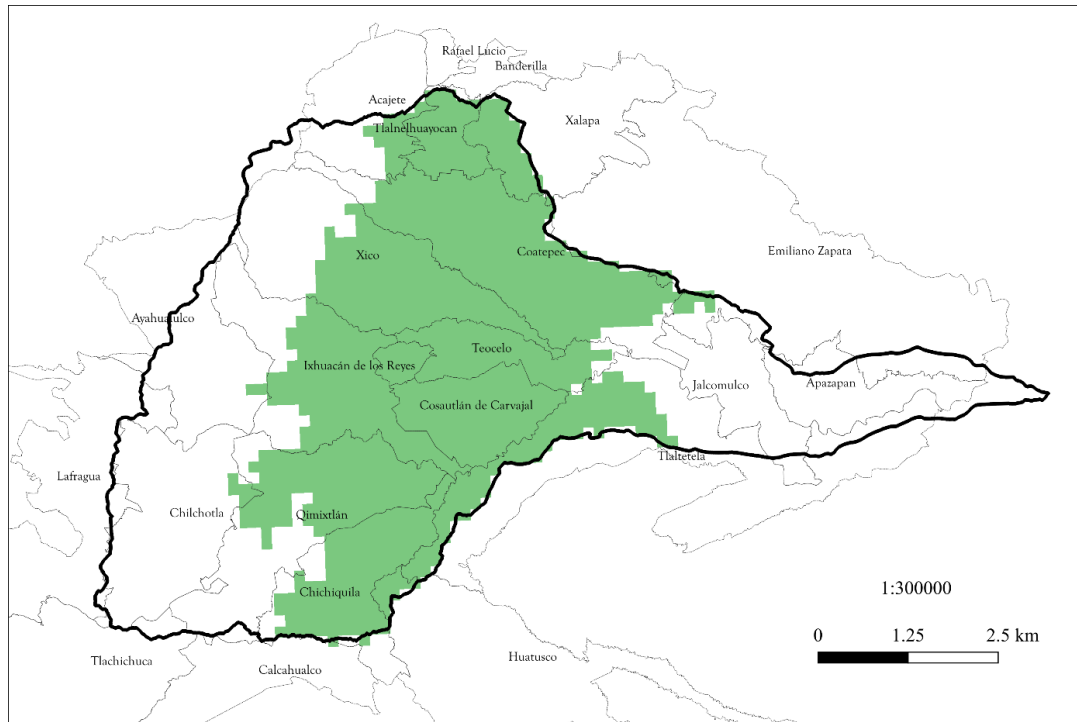 Rafael Lucio
Banderilla
Acajete
Xalapa
Tlalnelhuayocan
Xico
Coatepec
Emiliano Zapata
Ayahualulco
Teocelo
Ixhuacán de los Reyes
Jalcomulco
Apazapan
Cosautlán de Carvajal
Tlaltetela
Lafragua
Chilchotla
Qimixtlán
Chichiquila
1:300000
0
1.25
2.5 km
Tlachichuca
Calcahualco
Huatusco